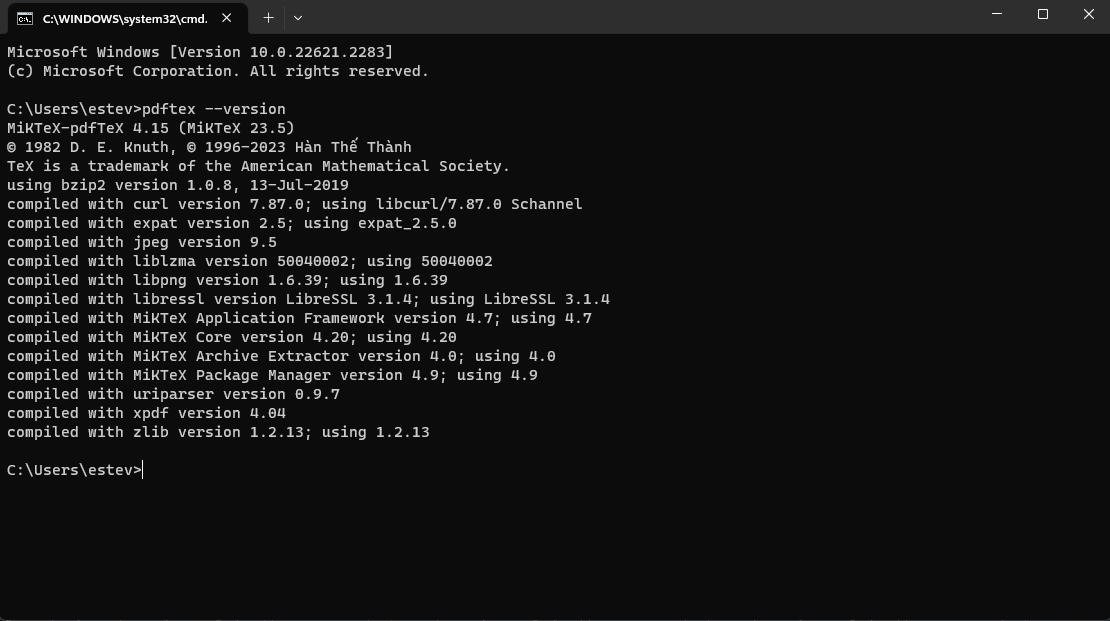 C:\WINDOWS\system32\cmd.
Microsoft Windows [Version 10.0.22621.2283]
(c) Microsoft Corporation. All rights reserved.
C:\Users\estev>pdftex --version
MiKTeX-pdfTeX 4.15 (MiKTeX 23.5)
© 1982 D. E. Knuth, © 1996-2023 Hàn Thế Thành
TeX is a trademark of the American Mathematical Society.
using bzip2 version 1.0.8, 13-Jul-2019
compiled with curl version 7.87.0; using libcurl/7.87.0 Schannel
compiled with expat version 2.5; using expat_2.5.0
compiled with jpeg version 9.5
compiled with liblzma version 50040002; using 50040002
compiled with libpng version 1.6.39; using 1.6.39
compiled with libressl version LibreSSL 3.1.4; using LibreSSL 3.1.4
compiled with MiKTeX Application Framework version 4.7; using 4.7
compiled with MiKTeX Core version 4.20; using 4.20
compiled with MiKTeX Archive Extractor version 4.0; using 4.0
compiled with MiKTeX Package Manager version 4.9; using 4.9
compiled with uriparser version 0.9.7
compiled with xpdf version 4.04
compiled with zlib version 1.2.13; using 1.2.13
C:\Users\estev>